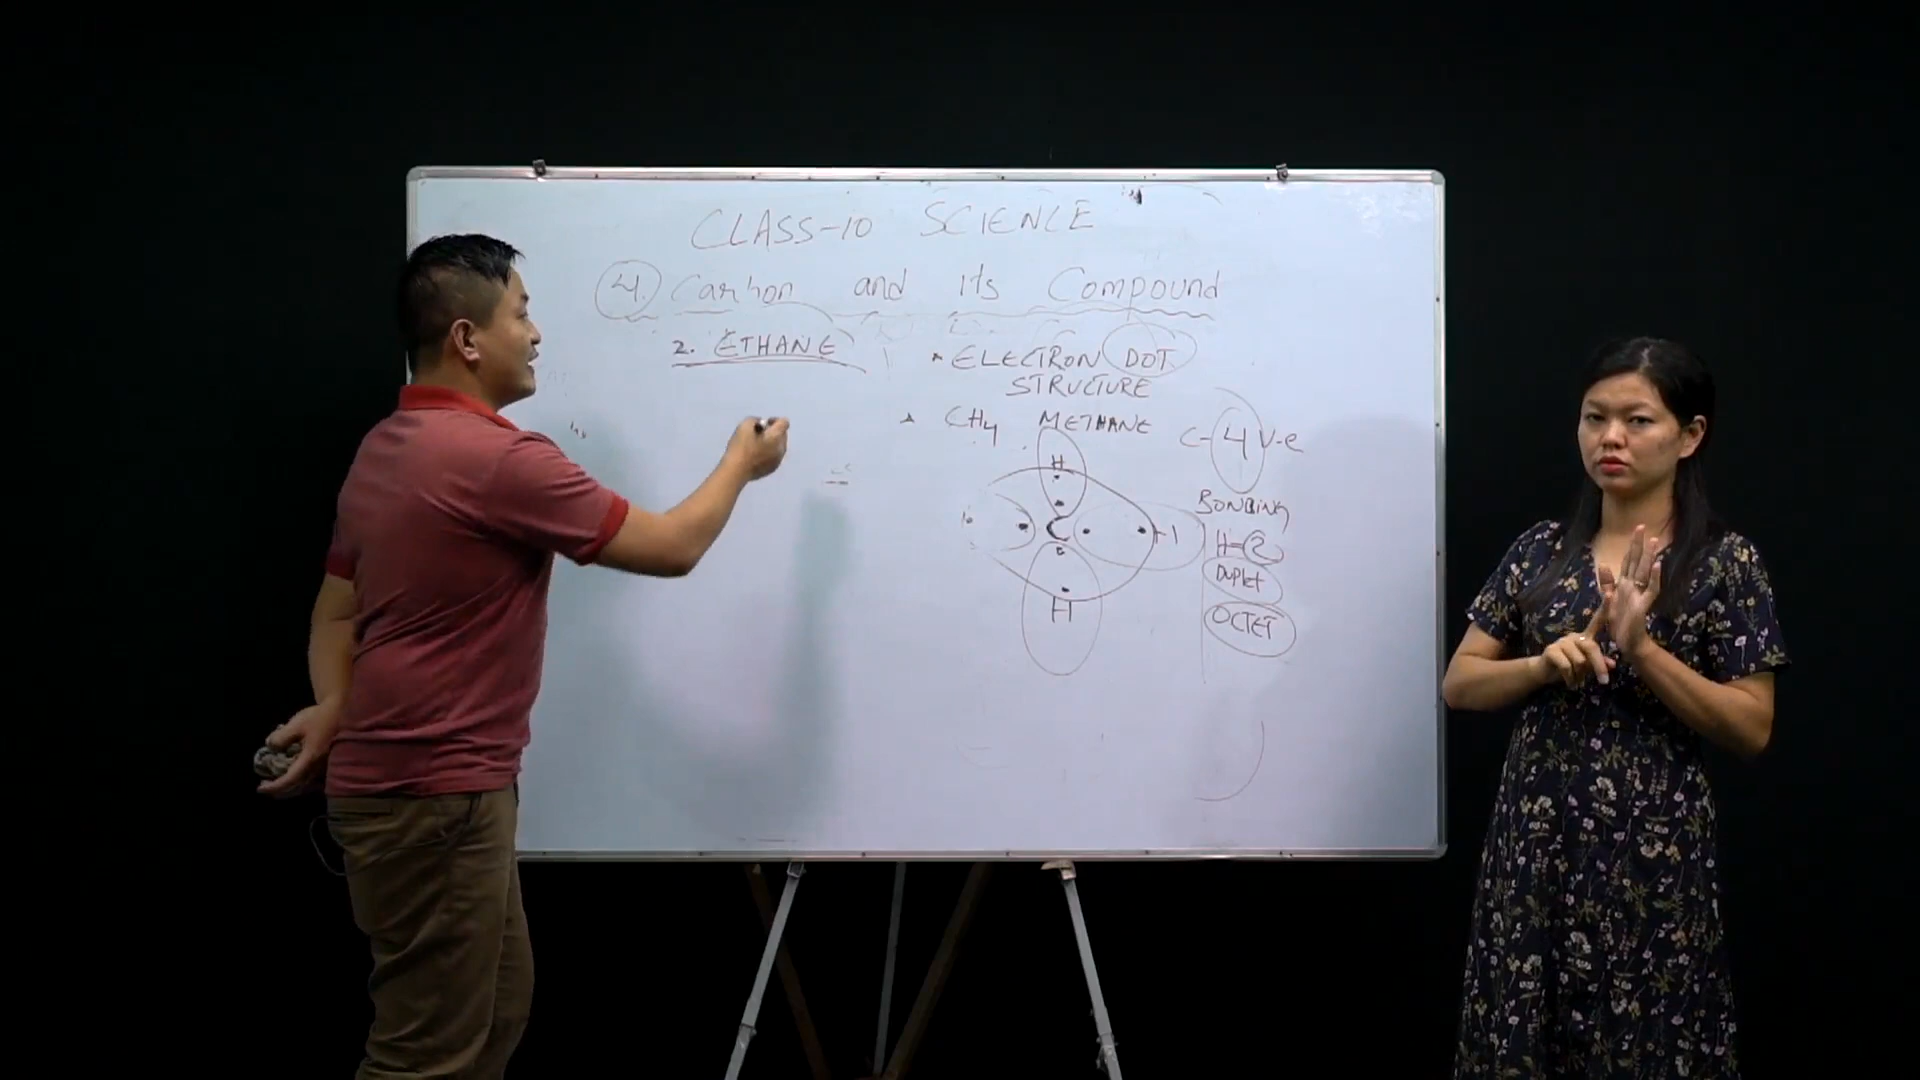 CLASS-10 SCIENCE
4. Carbon and its Compound
2. ETHANE
ELECTRON DOT
STRUCTURE
CH4 METHANE
C-4 V-e
H
C
H
BONDING
H-2
Duplet
OCTET